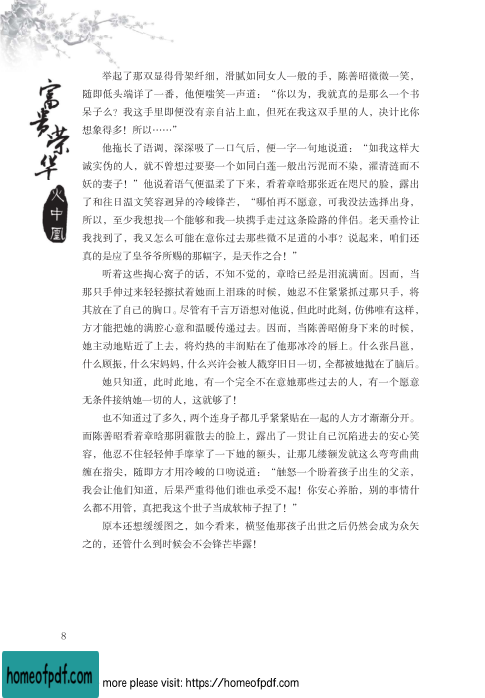 富贵荣华
火中凰
举起了那双显得骨架纤细，滑腻如同女人一般的手，陈善昭微微一笑，
随即低头端详了一番，他便嗤笑一声道：“你以为，我就真的是那么一个书
呆子么？我这手里即便没有亲自沾上血，但死在我这双手里的人，决计比你
想象得多！所以……”
他拖长了语调，深深吸了一口气后，便一字一句地说道：“如我这样大
诚实伪的人，就不曾想过要娶一个如同白莲一般出污泥而不染，濯清涟而不
妖的妻子！”他说着语气便温柔了下来，看着章晗那张近在咫尺的脸，露出
了和往日温文笑容迥异的冷峻锋芒，“哪怕再不愿意，可我没法选择出身，
所以，至少我想找一个能够和我一块携手走过这条险路的伴侣。老天垂怜让
我找到了，我又怎么可能在意你过去那些微不足道的小事？说起来，咱们还
真的是应了皇爷爷所赐的那幅字，是天作之合！”
听着这些掏心窝子的话，不知不觉的，章晗已经是泪流满面。因而，当
那只手伸过来轻轻擦拭着她面上泪珠的时候，她忍不住紧紧抓过那只手，将
其放在了自己的胸口。尽管有千言万语想对他说，但此时此刻，仿佛唯有这样，
方才能把她的满腔心意和温暖传递过去。因而，当陈善昭俯身下来的时候，
她主动地贴近了上去，将灼热的丰润贴在了他那冰冷的唇上。什么张昌邕，
什么顾振，什么宋妈妈，什么兴许会被人戳穿旧日一切，全都被她抛在了脑后。
她只知道，此时此地，有一个完全不在意她那些过去的人，有一个愿意
无条件接纳她一切的人，这就够了！
也不知道过了多久，两个连身子都几乎紧紧贴在一起的人方才渐渐分开。
而陈善昭看着章晗那阴霾散去的脸上，露出了一贯让自己沉陷进去的安心笑
容，他忍不住轻轻伸手摩挲了一下她的额头，让那几缕额发就这么弯弯曲曲
缠在指尖，随即方才用冷峻的口吻说道：“触怒一个盼着孩子出生的父亲，
我会让他们知道，后果严重得他们谁也承受不起！你安心养胎，别的事情什
么都不用管，真把我这个世子当成软柿子捏了！”
原本还想缓缓图之，如今看来，横竖他那孩子出世之后仍然会成为众矢
之的，还管什么到时候会不会锋芒毕露！
8
homeofpdf.com
more please visit: https://homeofpdf.com